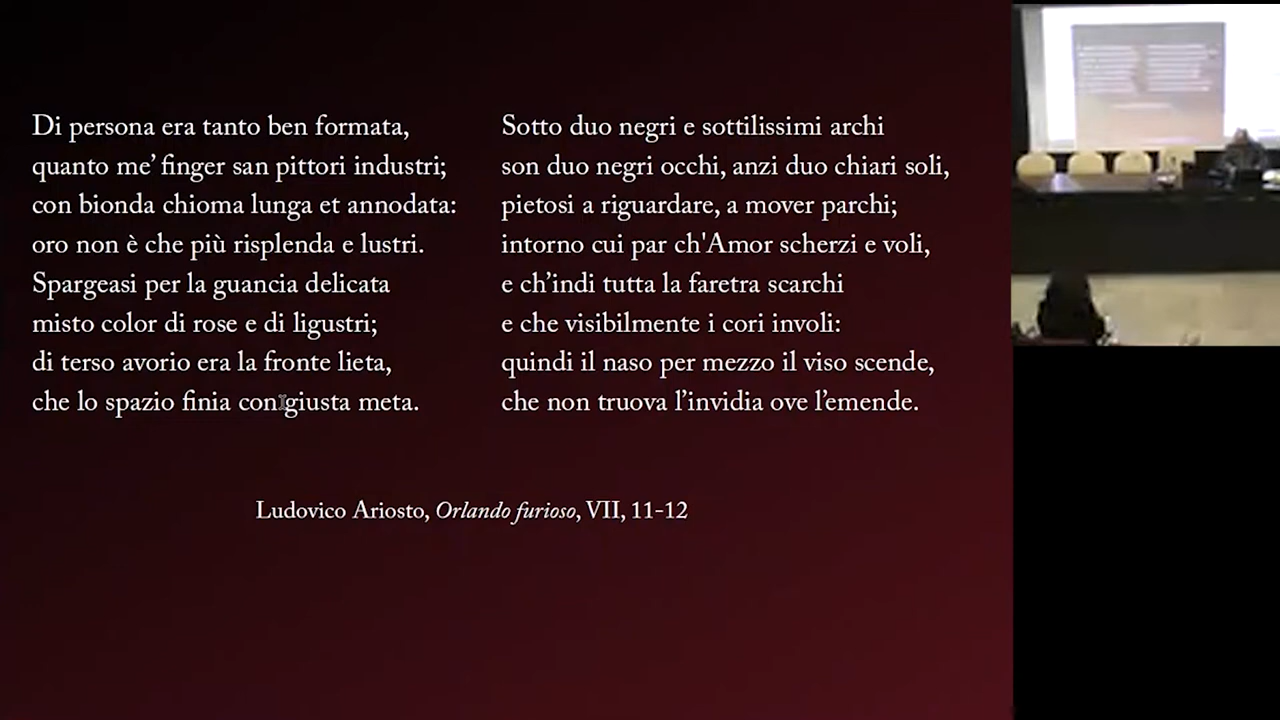 Di persona era tanto ben formata,
quanto me’ finger san pittori industri;
con bionda chioma lunga et annodata:
oro non è che più risplenda e lustri.
Spargeasi per la guancia delicata
misto color di rose e di ligustri;
di terso avorio era la fronte lieta,
che lo spazio finia con giusta meta.
Sotto duo negri e sottilissimi archi
son duo negri occhi, anzi duo chiari soli,
pietosi a riguardare, a mover parchi;
intorno cui par ch'Amor scherzi e voli,
e ch’indi tutta la faretra scarchi
e che visibilmente i cori involi:
quindi il naso per mezzo il viso scende,
che non truova l’invidia ove l’emende.
Ludovico Ariosto, Orlando furioso, VII, 11-12